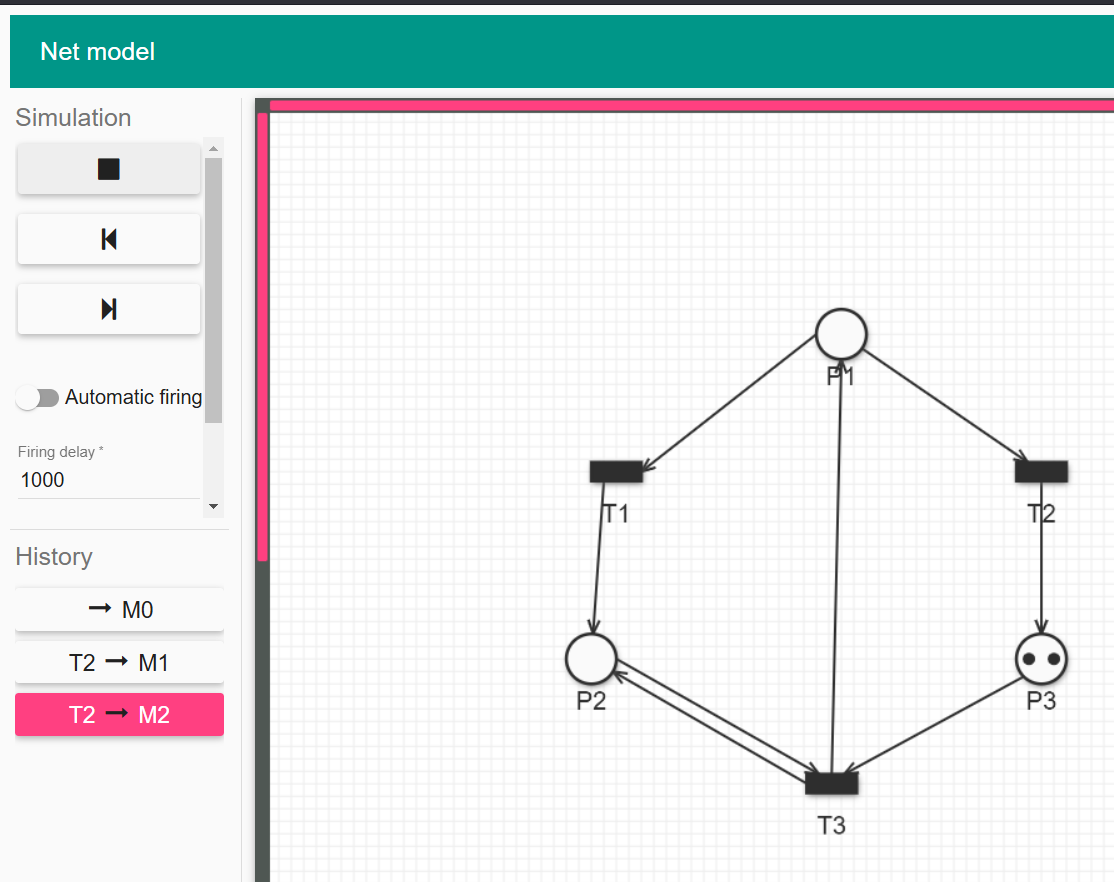 Net model
Simulation
Automatic firing
Firing delay *
1000
History
→ M0
T2 → M1
T2 → M2
P1
T1
T2
P2
P3
T3